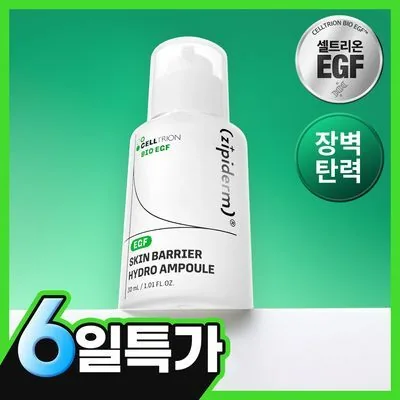 CELLTRION BIO EGF™
셀트리온
EGF
장벽
탄력
CELLTRION
BIO EGF
(zipiderm)®
EGF
SKIN BARRIER
HYDRO AMPOULE
30 mL / 1.01 FL.OZ.
6일특가